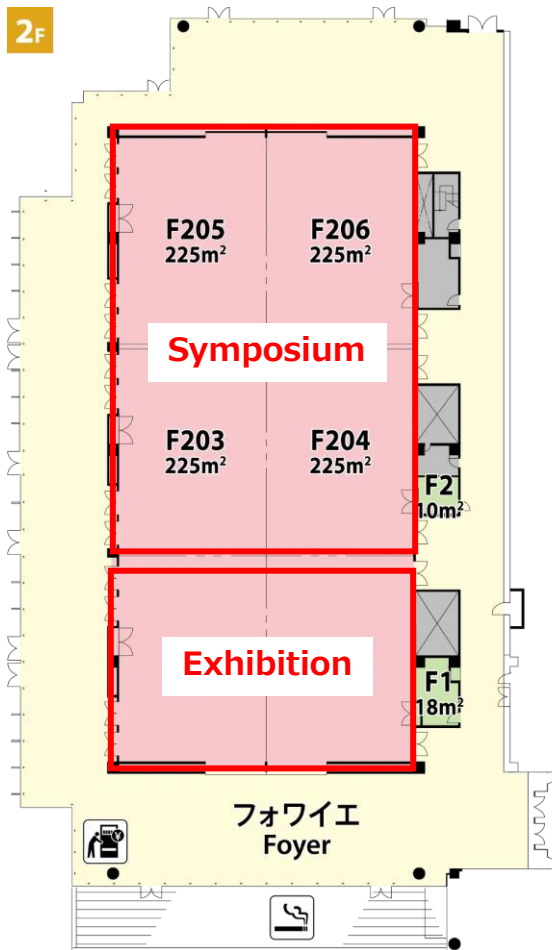 2F
F205
225m²
F206
225m²
Symposium
F203
225m²
F204
225m²
F2
10m²
Exhibition
F1
18m²
フォワイエ
Foyer
¥